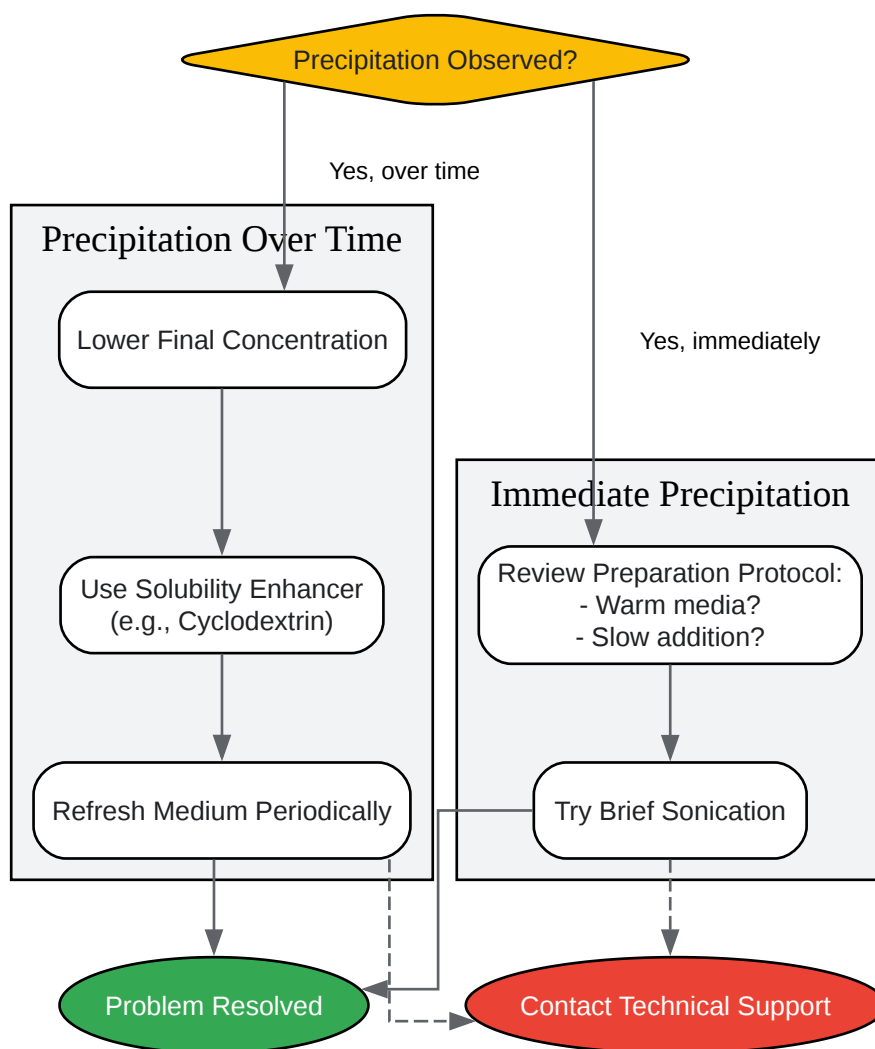 Precipitation Observed?
Yes, over time
Precipitation Over Time
Lower Final Concentration
Yes, immediately
Immediate Precipitation
Use Solubility Enhancer
(e.g., Cyclodextrin)
Review Preparation Protocol:
- Warm media?
- Slow addition?
Refresh Medium Periodically
Try Brief Sonication
Problem Resolved
Contact Technical Support